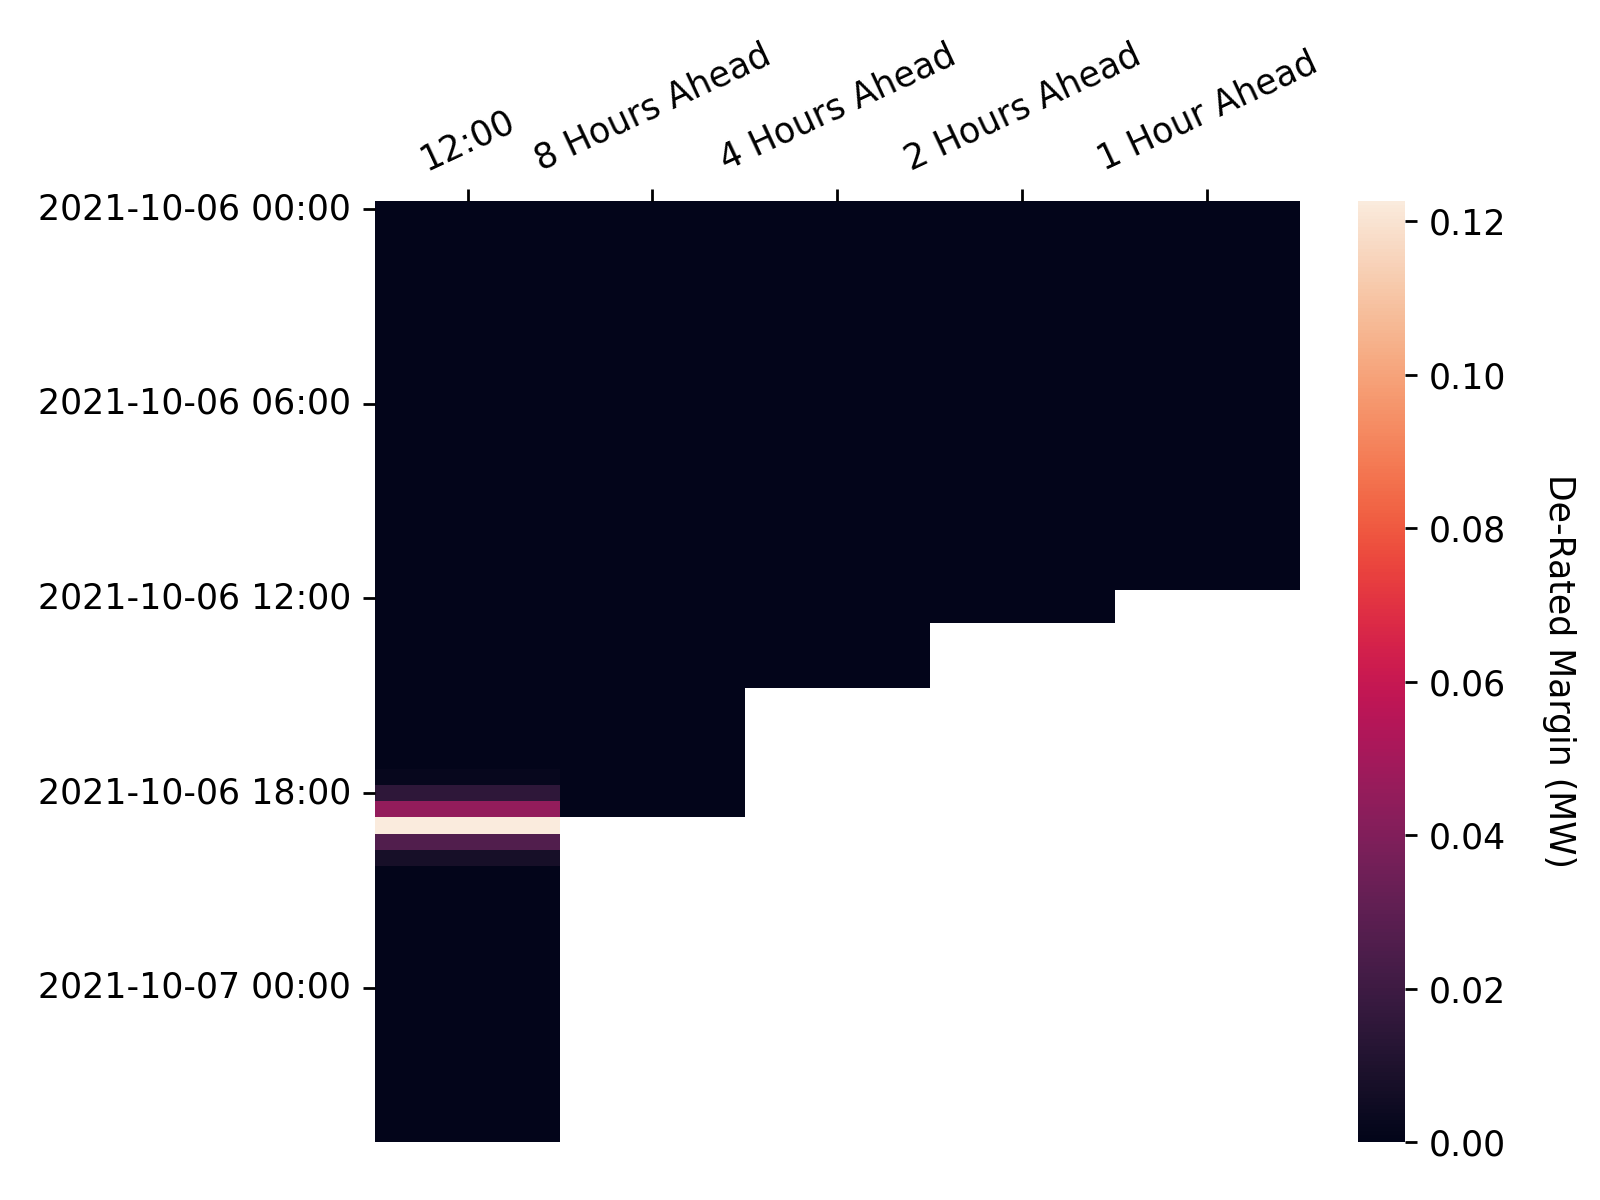 12:00
8 Hours Ahead
4 Hours Ahead
2 Hours Ahead
1 Hour Ahead
2021-10-06 00:00
2021-10-06 06:00
2021-10-06 12:00
2021-10-06 18:00
2021-10-07 00:00
0.12
0.10
0.08
0.06
0.04
0.02
0.00
De-Rated Margin (MW)